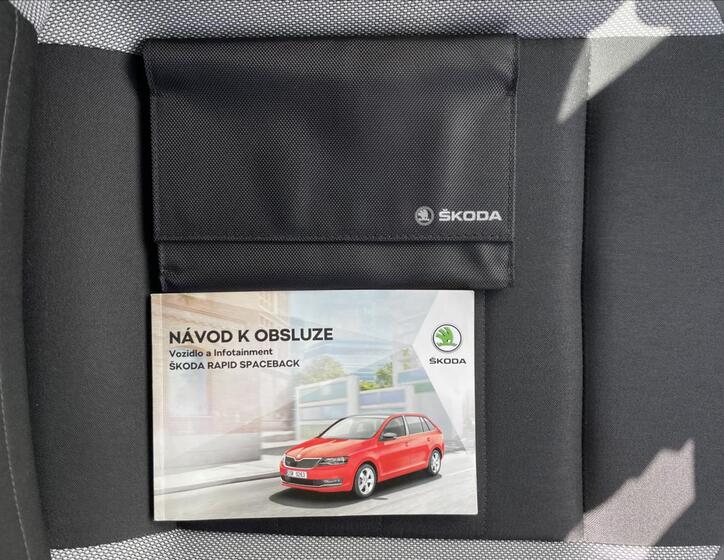 ŠKODA
NÁVOD K OBSLUZE
Vozidlo a Infotainment
ŠKODA RAPID SPACEBACK
ŠKODA